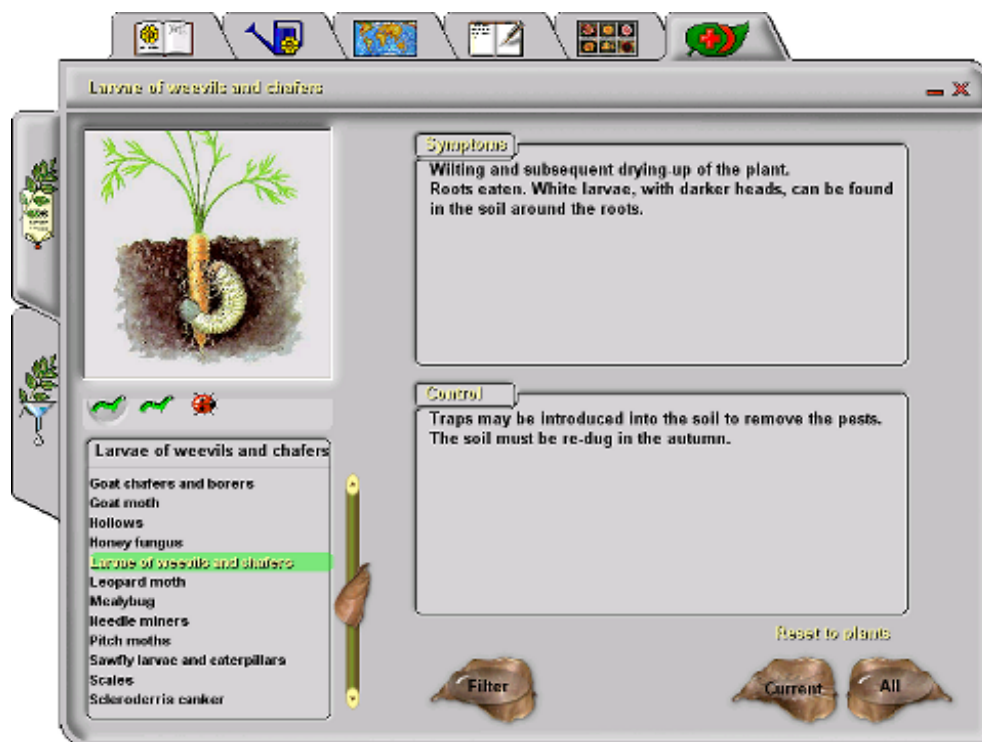 Larvae of weevils and chafers
Symptoms
Wilting and subsequent drying-up of the plant.
Roots eaten. White larvae, with darker heads, can be found
in the soil around the roots.
Control
Traps may be introduced into the soil to remove the pests.
The soil must be re-dug in the autumn.
Larvae of weevils and chafers
Goat chafers and borers
Goat moth
Hollows
Honey fungus
Larvae of weevils and chafers
Leopard moth
Mealybug
Needle miners
Pitch moths
Sawfly larvae and caterpillars
Scales
Scleroderris canker
Reset to plants
Filter
Current
All